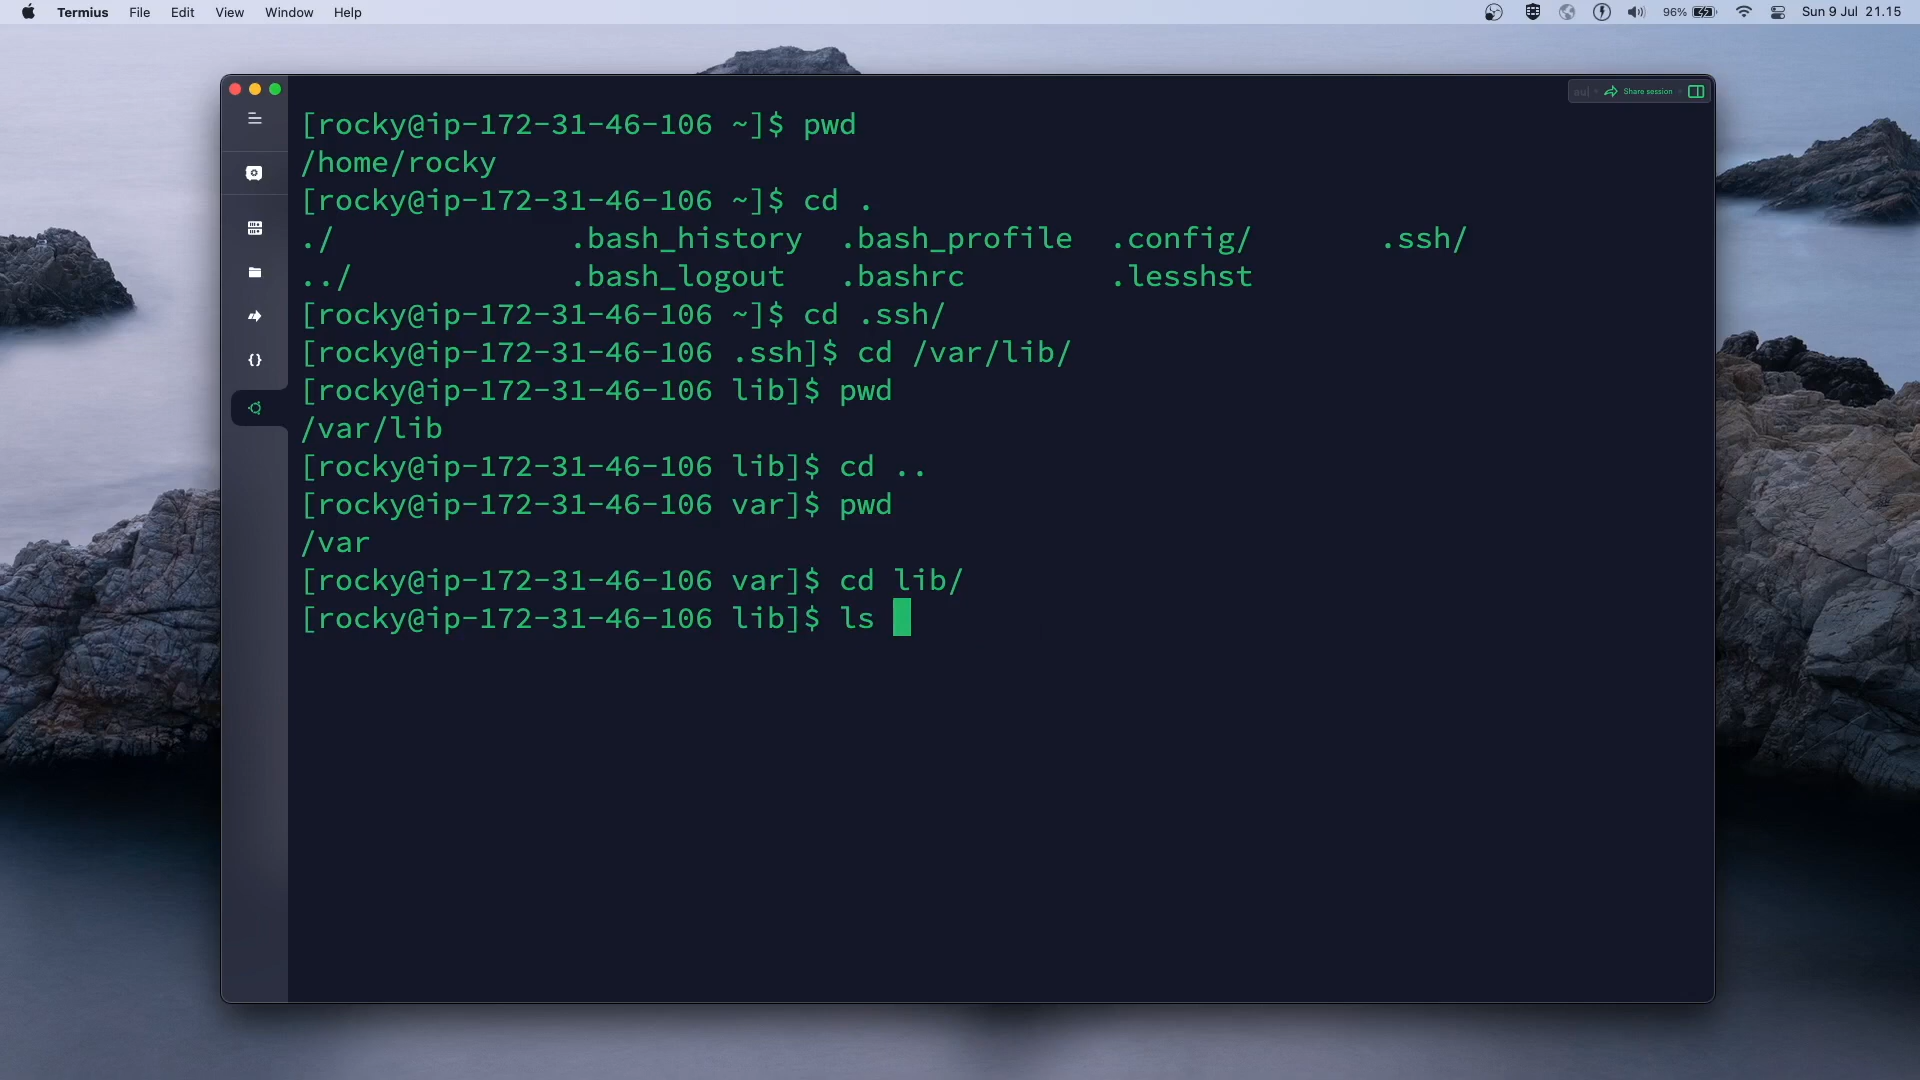 Termius File Edit View Window Help 96% Sun 9 Jul 21.15
Share session
[rocky@ip-172-31-46-106 ~]$ pwd
/home/rocky
[rocky@ip-172-31-46-106 ~]$ cd .
./ .bash_history .bash_profile .config/ .ssh/
../ .bash_logout .bashrc .lesshst
[rocky@ip-172-31-46-106 ~]$ cd .ssh/
[rocky@ip-172-31-46-106 .ssh]$ cd /var/lib/
[rocky@ip-172-31-46-106 lib]$ pwd
/var/lib
[rocky@ip-172-31-46-106 lib]$ cd ..
[rocky@ip-172-31-46-106 var]$ pwd
/var
[rocky@ip-172-31-46-106 var]$ cd lib/
[rocky@ip-172-31-46-106 lib]$ ls